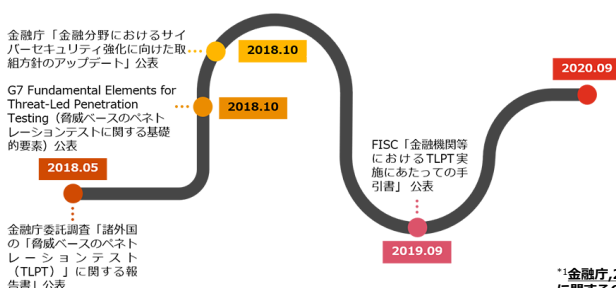 金融庁「金融分野におけるサイ
バーセキュリティ強化に向けた取
組方針のアップデート」公表
2018.10
G7 Fundamental Elements for
Threat-Led Penetration
Testing（脅威ベースのペネト
レーションテストに関する基礎
的要素）公表
2018.10
2018.05
金融庁委託調査「諸外国
の「脅威ベースのペネト
レーションテスト
（TLPT）」に関する報
告書」公表
FISC「金融機関等
におけるTLPT実
施にあたっての手
引書」 公表
2019.09
2020.09
*1金融庁,2
に関する